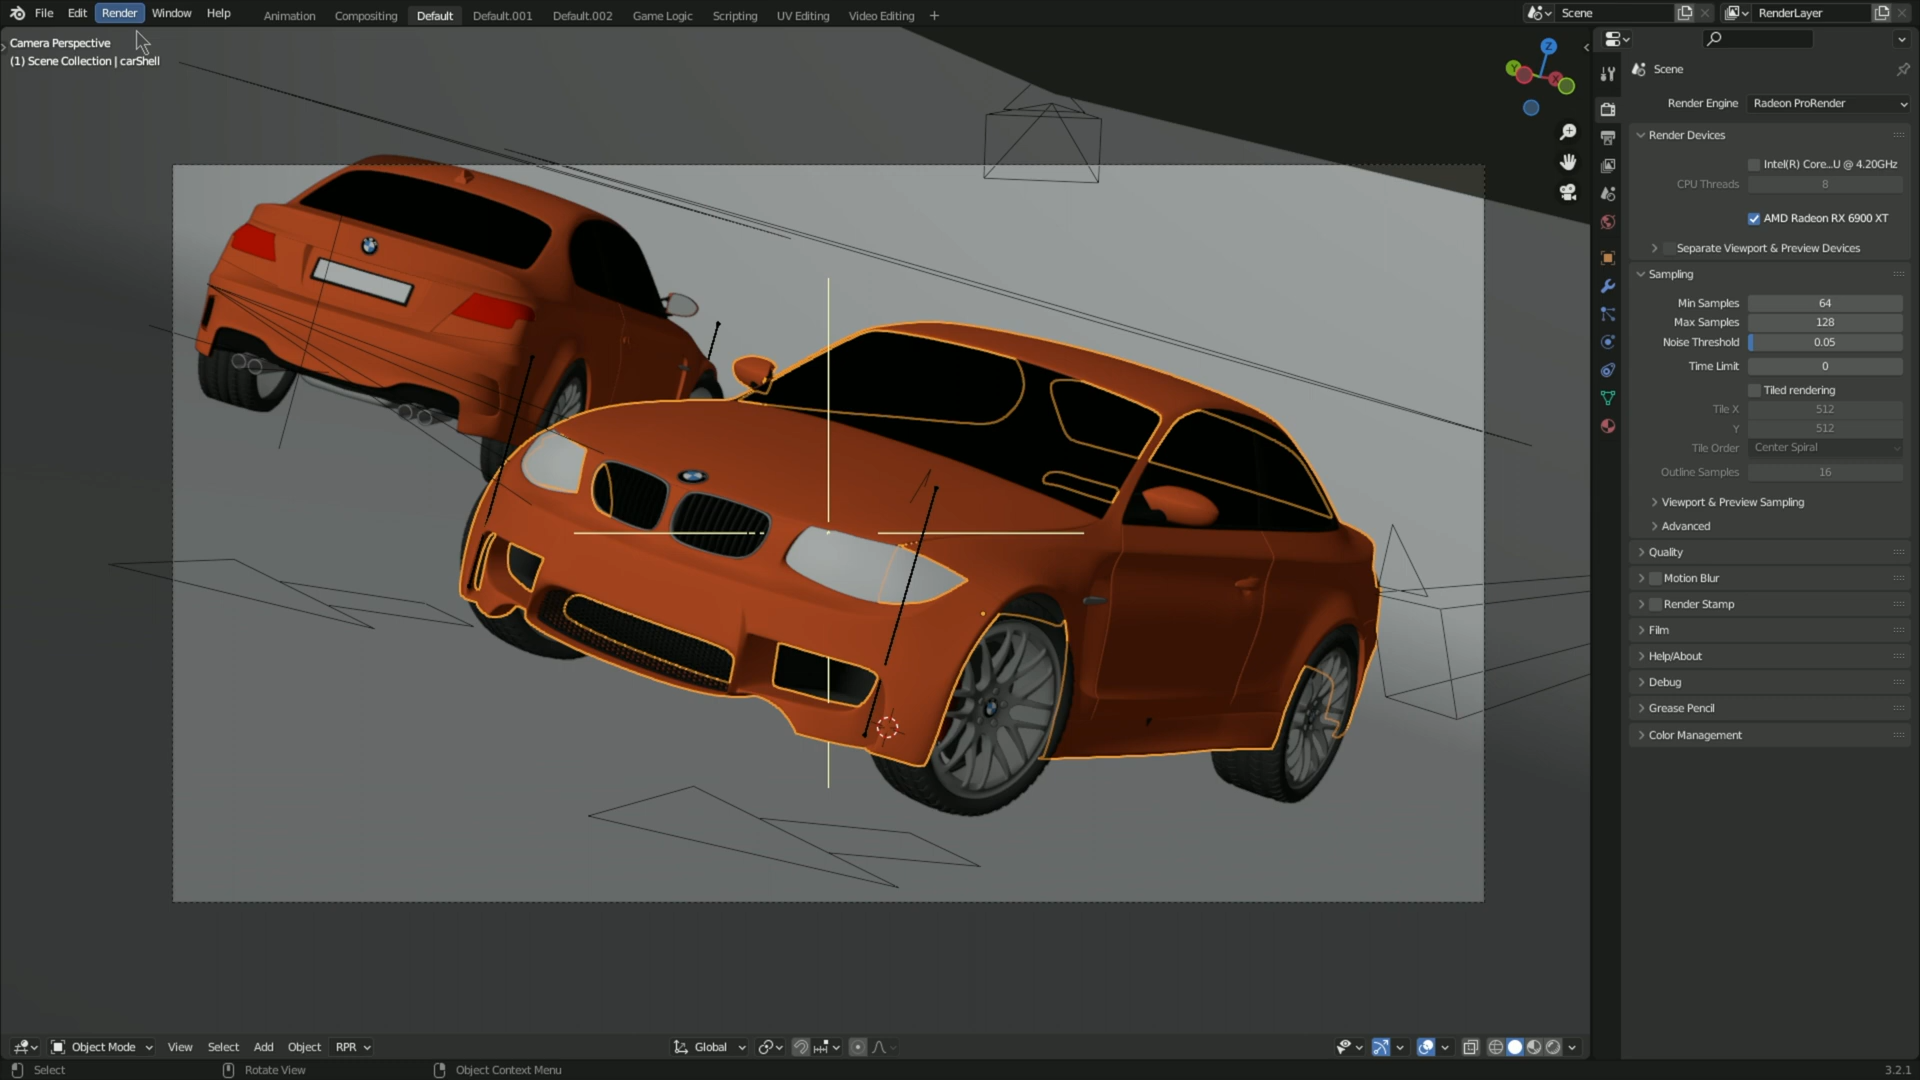 File Edit Render Window Help Animation Compositing Default Default.001 Default.002 Game Logic Scripting UV Editing Video Editing + Scene RenderLayer
Camera Perspective
(1) Scene Collection | carShell
Z
Y
X
Scene
Render Engine Radeon ProRender
Render Devices
Intel(R) Core...U @ 4.20GHz
CPU Threads 8
AMD Radeon RX 6900 XT
Separate Viewport & Preview Devices
Sampling
Min Samples 64
Max Samples 128
Noise Threshold 0.05
Time Limit 0
Tiled rendering
Tile X 512
Y 512
Tile Order Center Spiral
Outline Samples 16
Viewport & Preview Sampling
Advanced
Quality
Motion Blur
Render Stamp
Film
Help/About
Debug
Grease Pencil
Color Management
Object Mode View Select Add Object RPR Global
Select Rotate View Object Context Menu 3.2.1